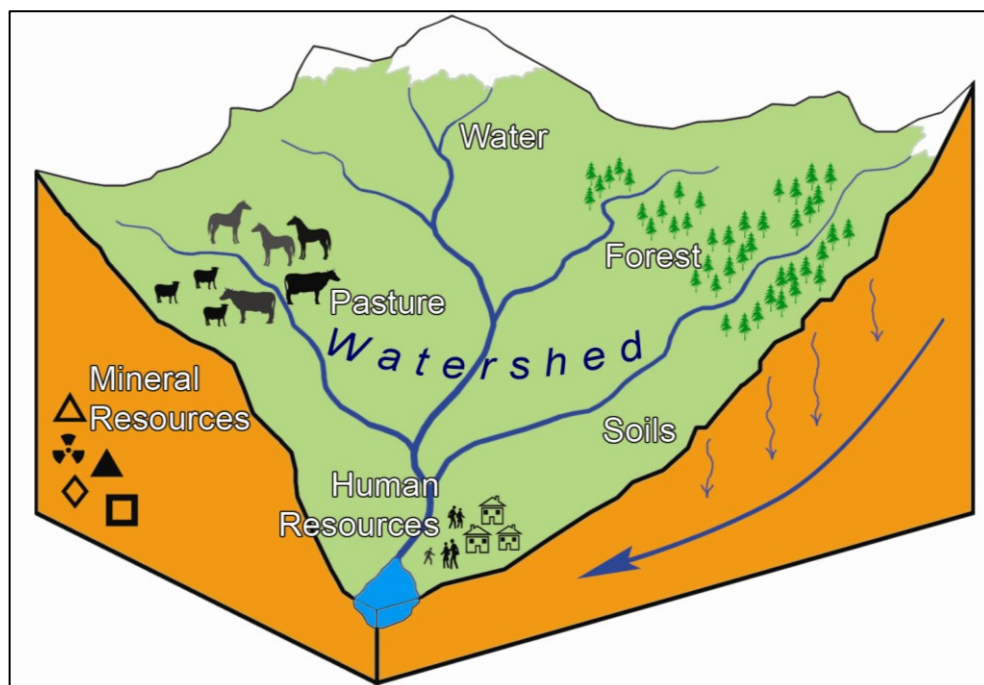 Water
Forest
Pasture
Watershed
Mineral
Resources
Soils
Human
Resources